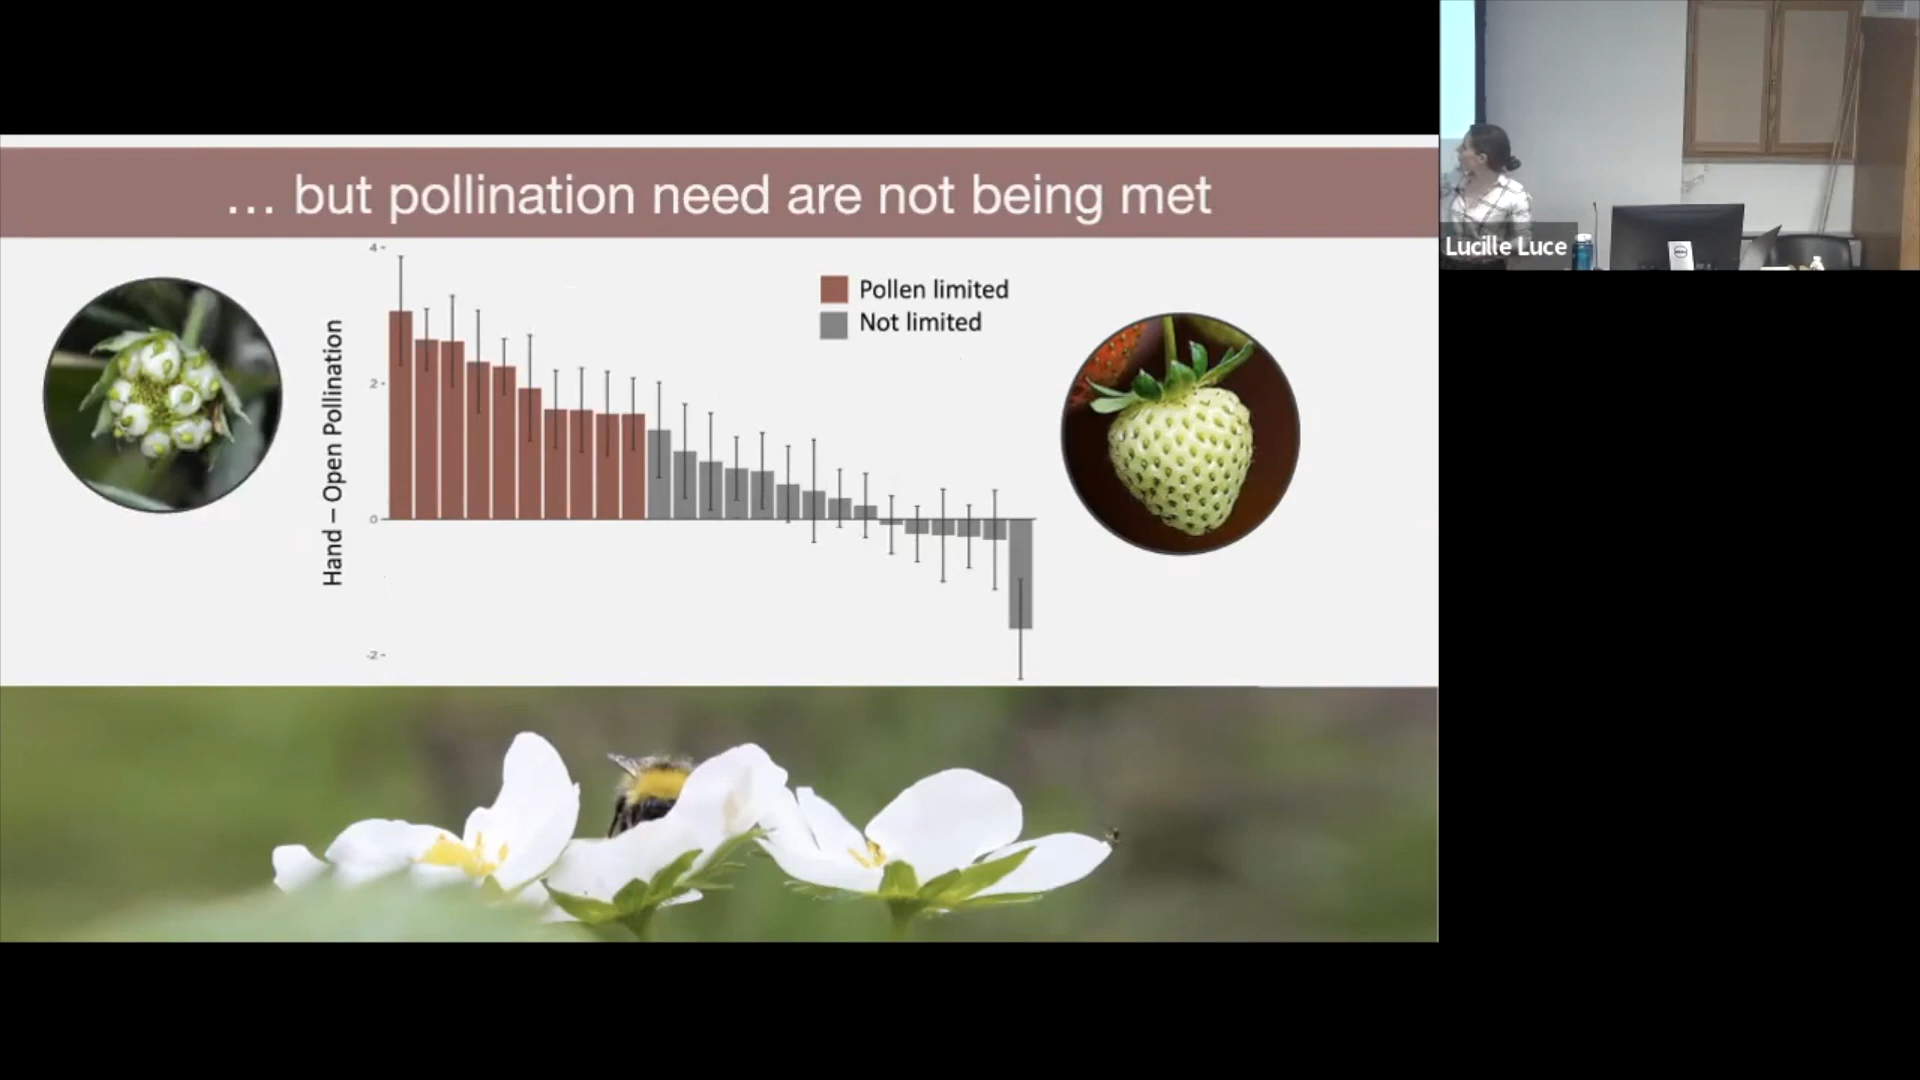 ... but pollination need are not being met
4
2
0
-2
Hand – Open Pollination
Pollen limited
Not limited
Lucille Luce